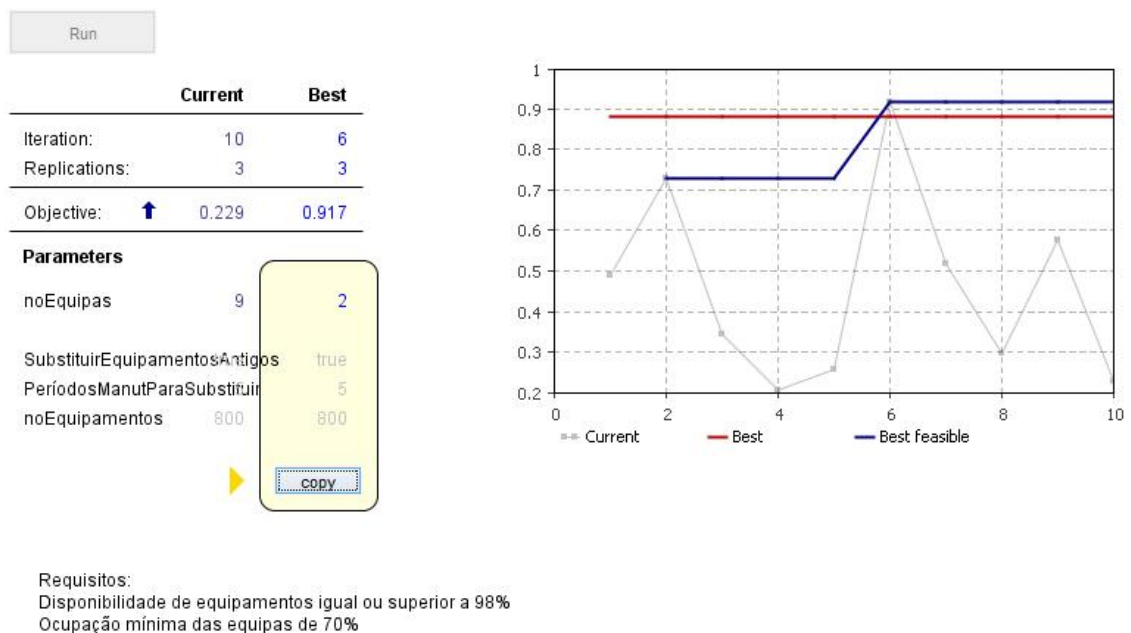 Run
Current Best
Iteration: 10 6
Replications: 3 3
Objective: 0.229 0.917
Parameters
noEquipas 9 2
SubstituirEquipamentosAntigos true
PeríodosManutParaSubstituir 5
noEquipamentos 800 800
copy
1
0.9
0.8
0.7
0.6
0.5
0.4
0.3
0.2
0 2 4 6 8 10
Current Best Best feasible
Requisitos:
Disponibilidade de equipamentos igual ou superior a 98%
Ocupação mínima das equipas de 70%